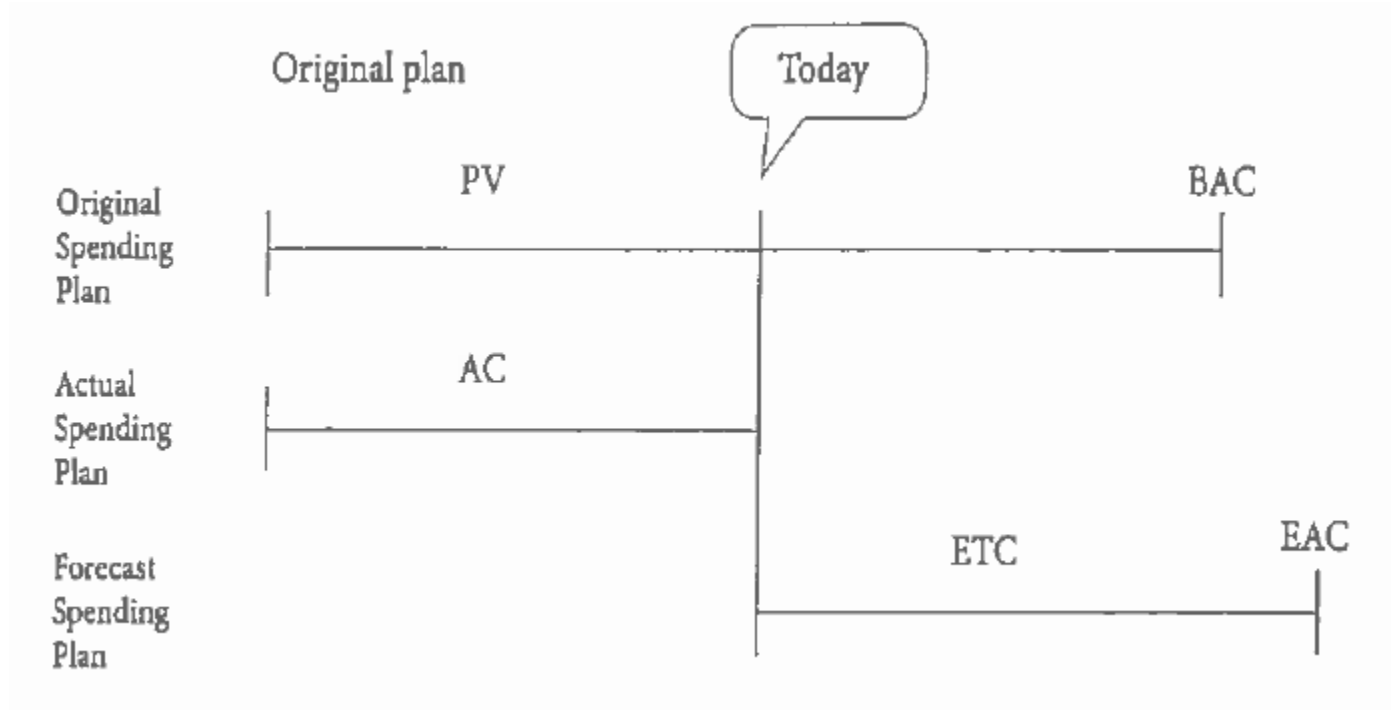 Original plan
Today
PV
BAC
Original
Spending
Plan
AC
Actual
Spending
Plan
ETC
EAC
Forecast
Spending
Plan